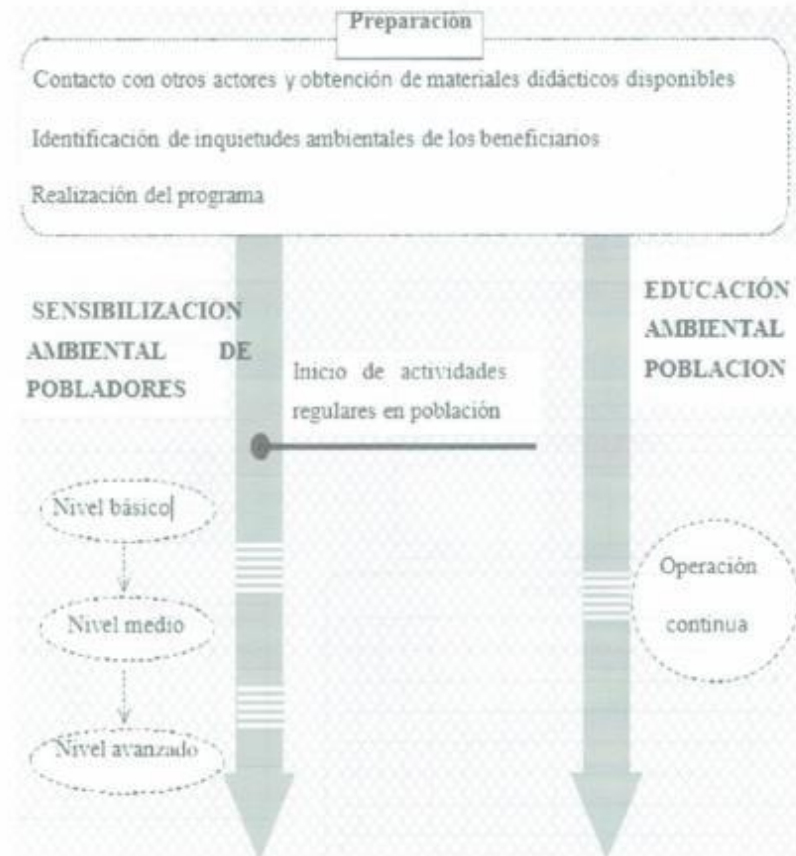 Preparación
Contacto con otros actores y obtención de materiales didácticos disponibles
Identificación de inquietudes ambientales de los beneficiarios
Realización del programa
SENSIBILIZACION
AMBIENTAL DE
POBLADORES
Inicio de actividades
regulares en población
EDUCACIÓN
AMBIENTAL
POBLACION
Nivel básico
Nivel medio
Nivel avanzado
Operación
continua